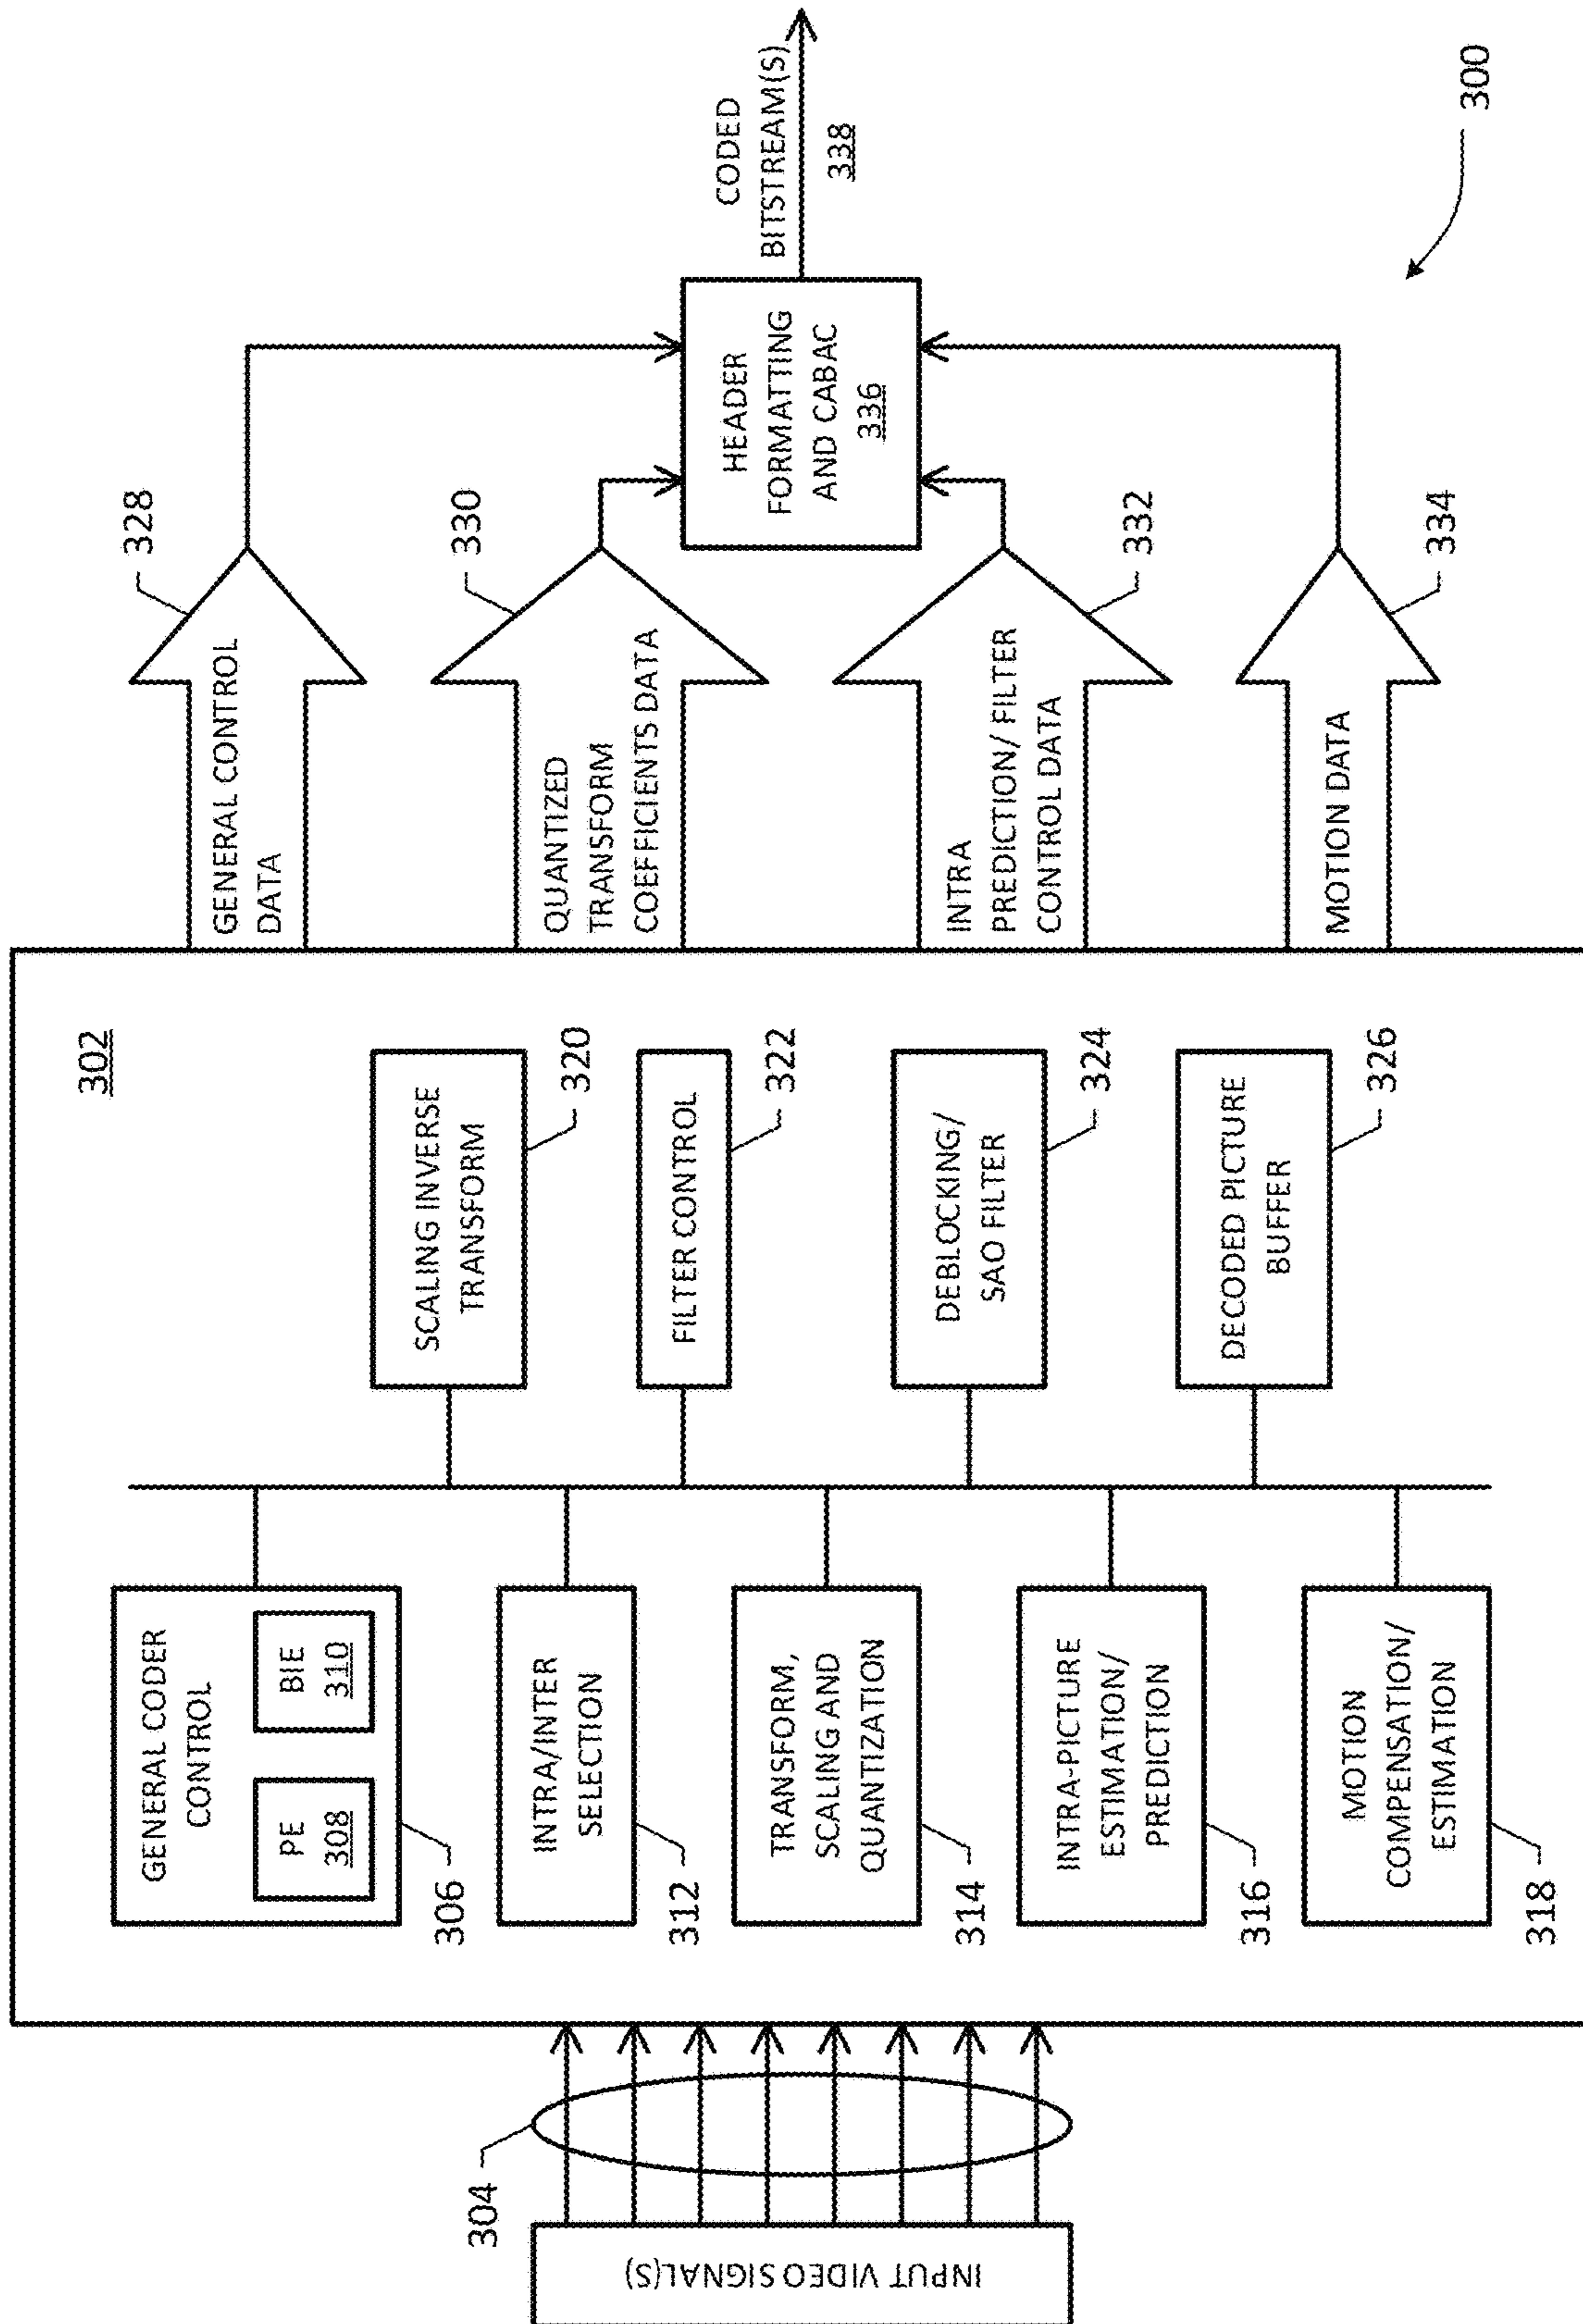 INPUT VIDEO SIGNAL(S)
304
302
GENERAL CODER
CONTROL
PE
308
BIE
310
306
INTRA/INTER
SELECTION
312
TRANSFORM,
SCALING AND
QUANTIZATION
314
INTRA-PICTURE
ESTIMATION/
PREDICTION
316
MOTION
COMPENSATION/
ESTIMATION
318
SCALING INVERSE
TRANSFORM
320
FILTER CONTROL
322
DEBLOCKING/
SAO FILTER
324
DECODED PICTURE
BUFFER
326
GENERAL CONTROL
DATA
328
QUANTIZED
TRANSFORM
COEFFICIENTS DATA
330
INTRA
PREDICTION/ FILTER
CONTROL DATA
332
MOTION DATA
334
HEADER
FORMATTING
AND CABAC
336
CODED
BITSTREAM(S)
338
300